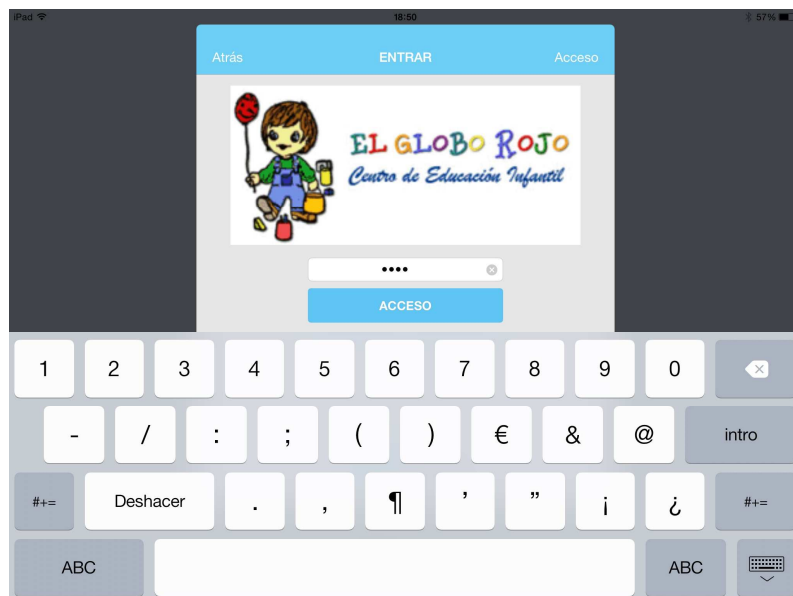 iPad 18:50 57%
Atrás ENTRAR Acceso
EL GLOBO ROJO
Centro de Educación Infantil
••••
ACCESO
1 2 3 4 5 6 7 8 9 0
- / : ; ( ) € & @ intro
#+= Deshacer . , ¶ ’ ” ¡ ¿ #+=
ABC ABC